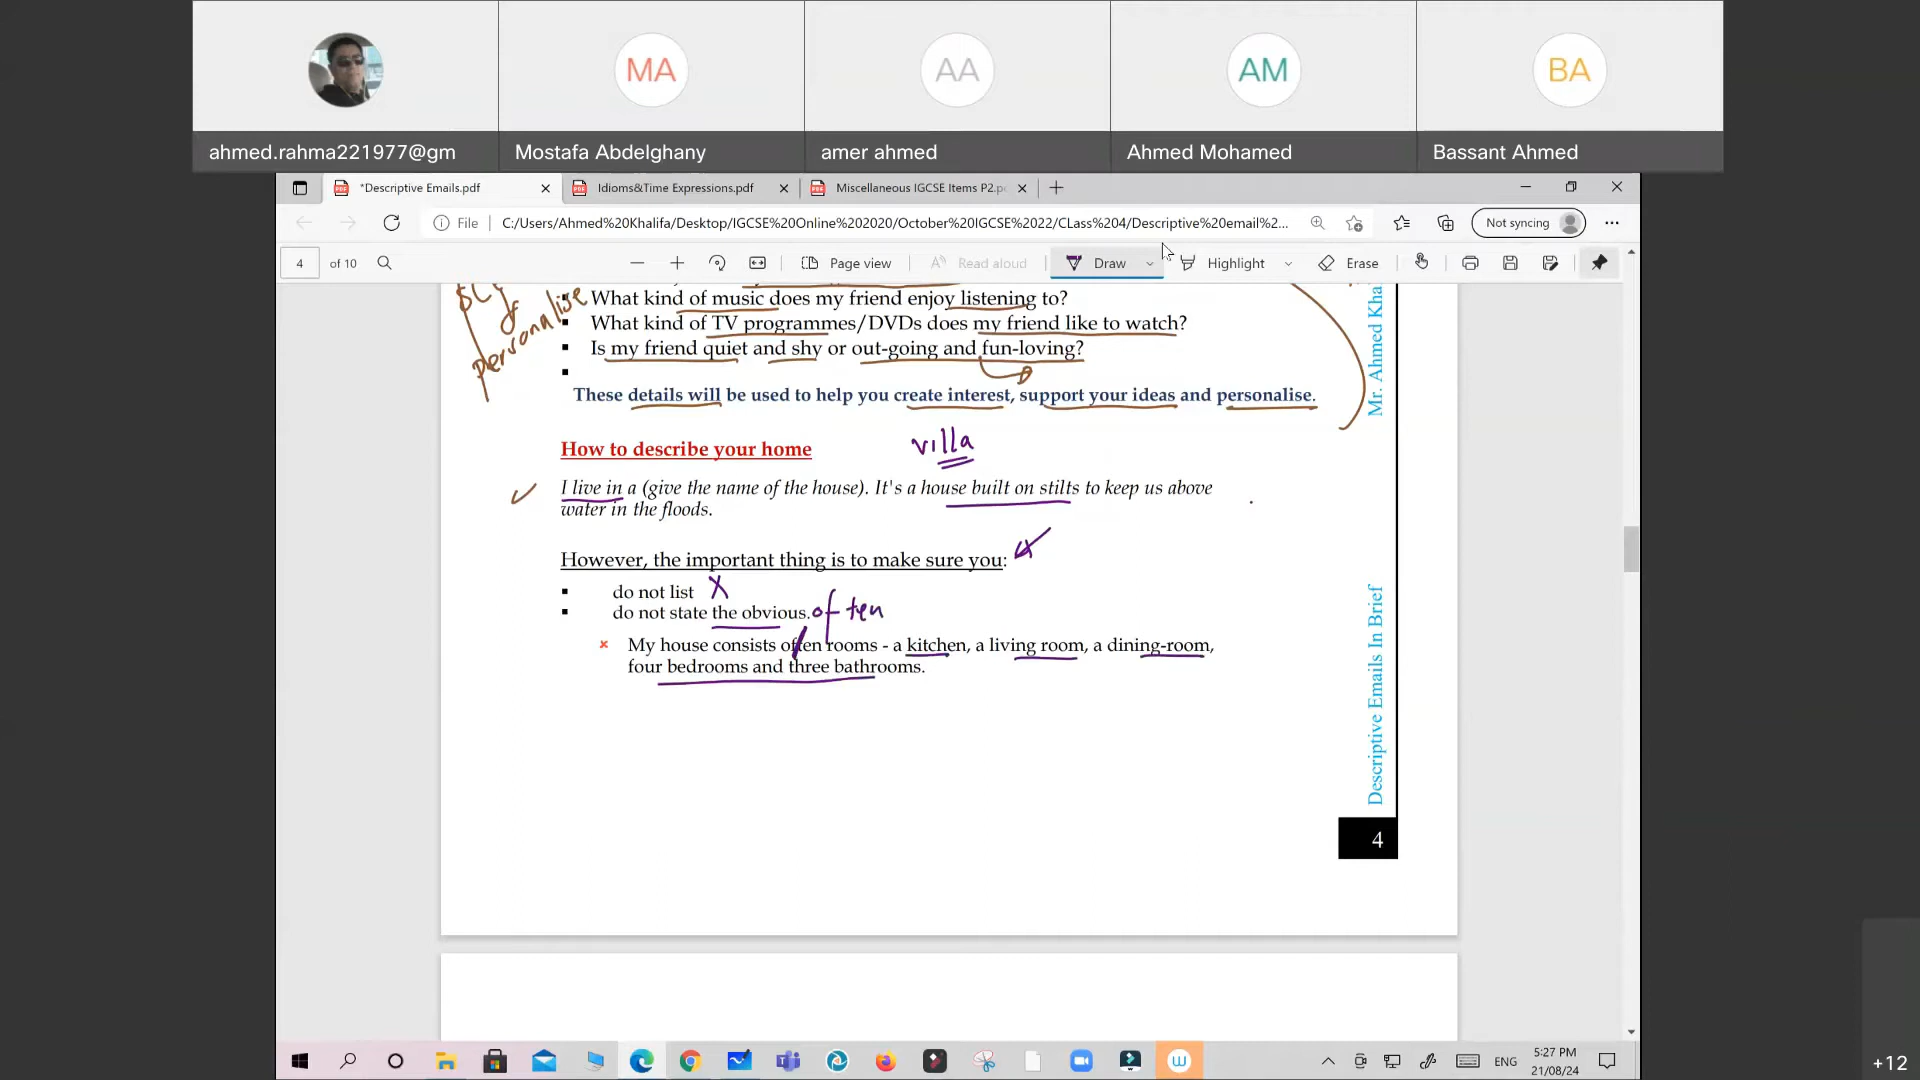 MA
AA
AM
BA
ahmed.rahma221977@gm
Mostafa Abdelghany
amer ahmed
Ahmed Mohamed
Bassant Ahmed
*Descriptive Emails.pdf
Idioms&Time Expressions.pdf
Miscellaneous IGCSE Items P2.p
File
C:/Users/Ahmed%20Khalifa/Desktop/IGCSE%20Online%202020/October%20IGCSE%2022/CLass%204/Descriptive%20email%2...
Not syncing
4 of 10
Page view
Read aloud
Draw
Highlight
Erase
personalise
What kind of music does my friend enjoy listening to?
What kind of TV programmes/DVDs does my friend like to watch?
Is my friend quiet and shy or out-going and fun-loving?
These details will be used to help you create interest, support your ideas and personalise.
Mr. Ahmed Kha
How to describe your home
villa
I live in a (give the name of the house). It's a house built on stilts to keep us above
water in the floods.
However, the important thing is to make sure you:
do not list
do not state the obvious.
of ten
My house consists often rooms - a kitchen, a living room, a dining-room,
four bedrooms and three bathrooms.
Descriptive Emails In Brief
4
ENG
5:27 PM
21/08/24
+12